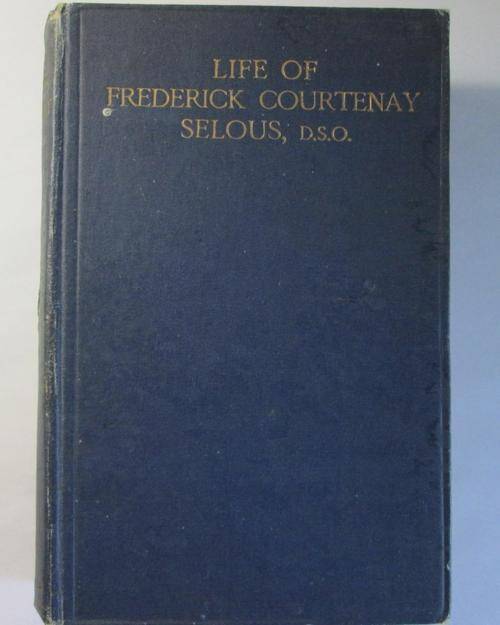 LIFE OF
FREDERICK COURTENAY
SELOUS, D.S.O.